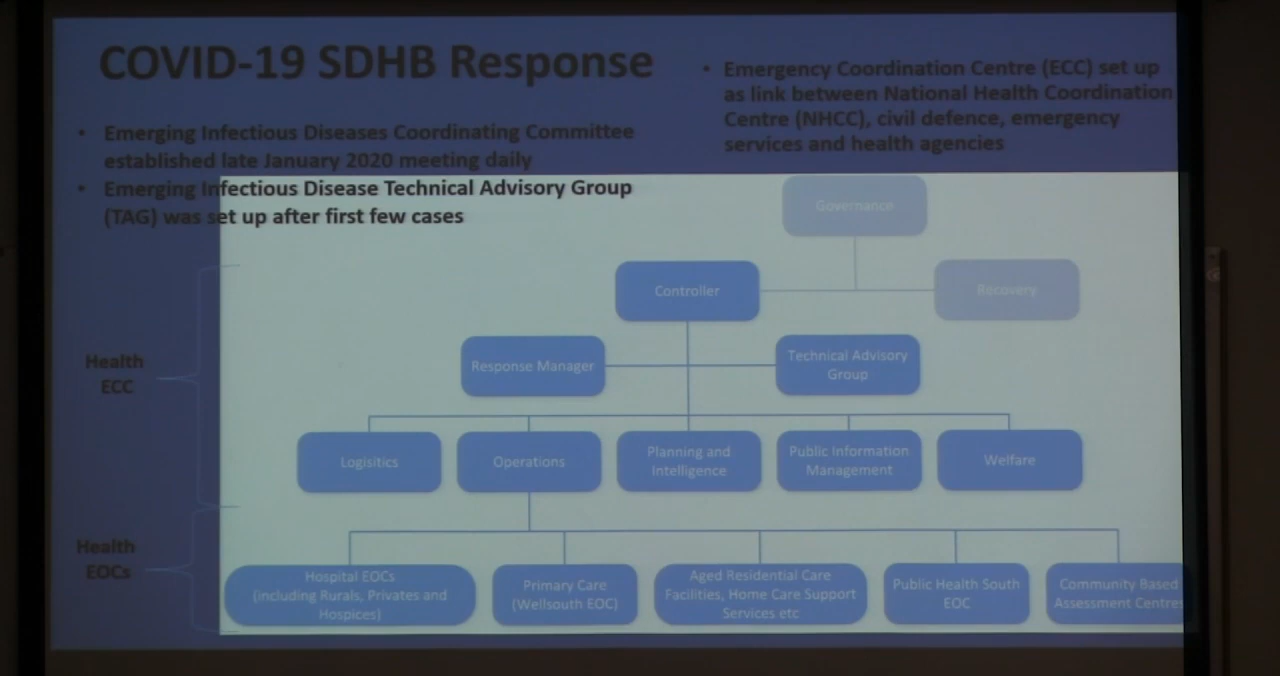 COVID-19 SDHB Response
• Emerging Infectious Diseases Coordinating Committee
established late January 2020 meeting daily
• Emerging Infectious Disease Technical Advisory Group
(TAG) was set up after first few cases
• Emergency Coordination Centre (ECC) set up
as link between National Health Coordination
Centre (NHCC), civil defence, emergency
services and health agencies
Governance
Controller
Recovery
Health
ECC
Response Manager
Technical Advisory
Group
Logisitics
Operations
Planning and
Intelligence
Public Information
Management
Welfare
Health
EOCs
Hospital EOCs
(including Rurals, Privates and
Hospices)
Primary Care
(Wellsouth EOC)
Aged Residential Care
Facilities, Home Care Support
Services etc
Public Health South
EOC
Community Based
Assessment Centres